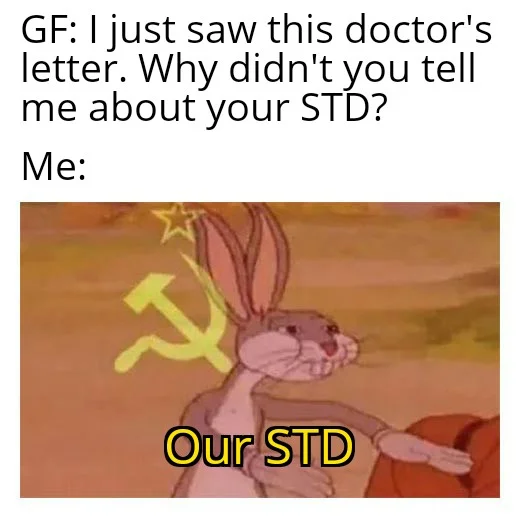 GF: I just saw this doctor's
letter. Why didn't you tell
me about your STD?
Me:
Our STD